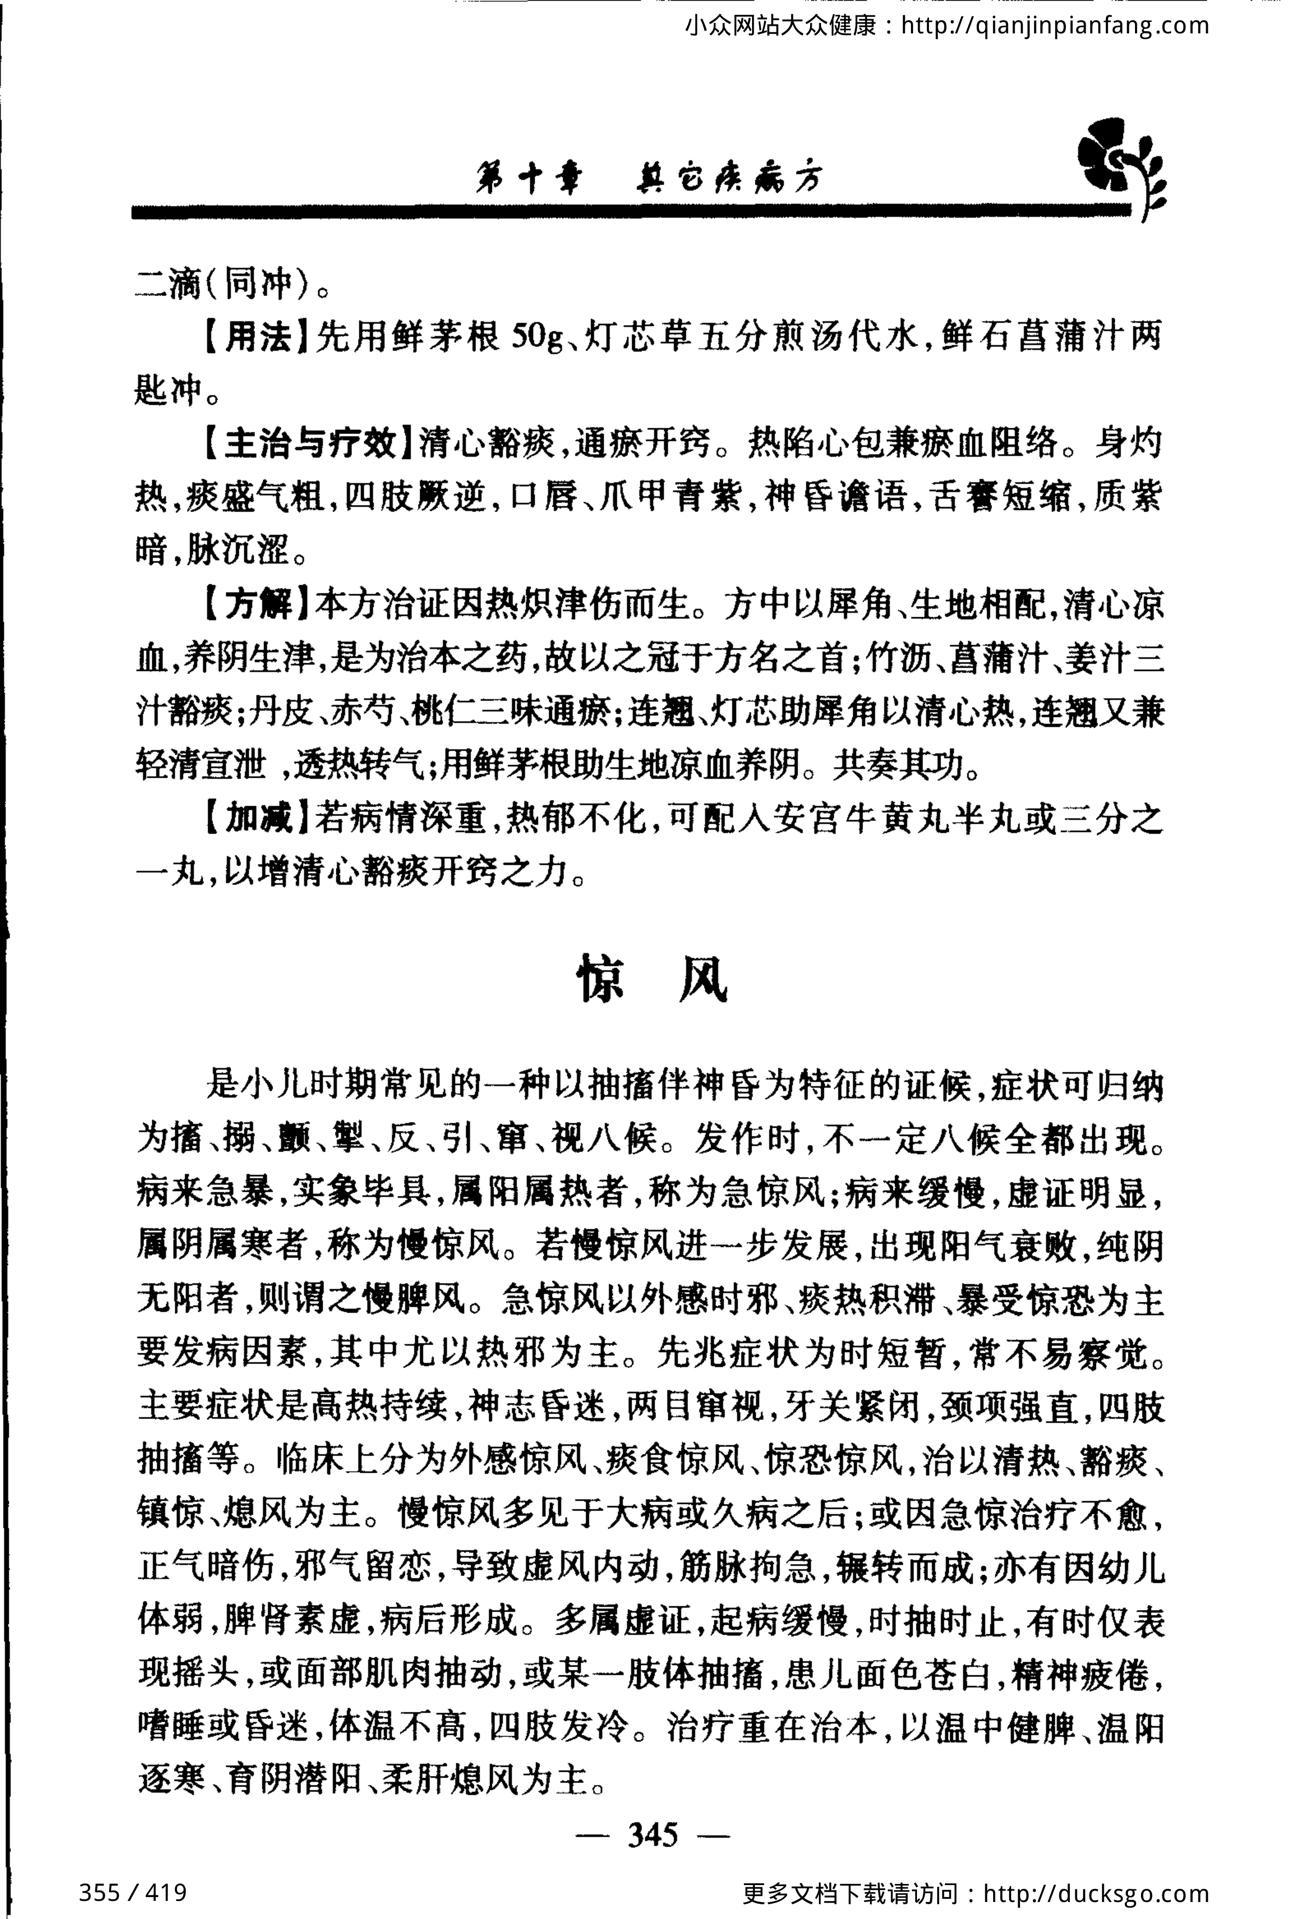 小众网站大众健康：http://qianjinpianfang.com
第十章 其它疾病方
二滴(同冲)。
【用法】先用鲜茅根 50g、灯芯草五分煎汤代水,鲜石菖蒲汁两
匙冲。
【主治与疗效】清心豁痰,通瘀开窍。热陷心包兼瘀血阻络。身灼
热,痰盛气粗,四肢厥逆,口唇、爪甲青紫,神昏谵语,舌謇短缩,质紫
暗,脉沉涩。
【方解】本方治证因热炽津伤而生。方中以犀角、生地相配,清心凉
血,养阴生津,是为治本之药,故以之冠于方名之首;竹沥、菖蒲汁、姜汁三
汁豁痰;丹皮、赤芍、桃仁三味通瘀;连翘、灯芯助犀角以清心热,连翘又兼
轻清宣泄 ,透热转气;用鲜茅根助生地凉血养阴。共奏其功。
【加减】若病情深重,热郁不化,可配入安宫牛黄丸半丸或三分之
一丸,以增清心豁痰开窍之力。
惊 风
是小儿时期常见的一种以抽搐伴神昏为特征的证候,症状可归纳
为搐、搦、颤、掣、反、引、窜、视八候。发作时,不一定八候全都出现。
病来急暴,实象毕具,属阳属热者,称为急惊风;病来缓慢,虚证明显,
属阴属寒者,称为慢惊风。若慢惊风进一步发展,出现阳气衰败,纯阴
无阳者,则谓之慢脾风。急惊风以外感时邪、痰热积滞、暴受惊恐为主
要发病因素,其中尤以热邪为主。先兆症状为时短暂,常不易察觉。
主要症状是高热持续,神志昏迷,两目窜视,牙关紧闭,颈项强直,四肢
抽搐等。临床上分为外感惊风、痰食惊风、惊恐惊风,治以清热、豁痰、
镇惊、熄风为主。慢惊风多见于大病或久病之后;或因急惊治疗不愈,
正气暗伤,邪气留恋,导致虚风内动,筋脉拘急,辗转而成;亦有因幼儿
体弱,脾肾素虚,病后形成。多属虚证,起病缓慢,时抽时止,有时仅表
现摇头,或面部肌肉抽动,或某一肢体抽搐,患儿面色苍白,精神疲倦,
嗜睡或昏迷,体温不高,四肢发冷。治疗重在治本,以温中健脾、温阳
逐寒、育阴潜阳、柔肝熄风为主。
— 345 —
355 / 419
更多文档下载请访问：http://ducksgo.com